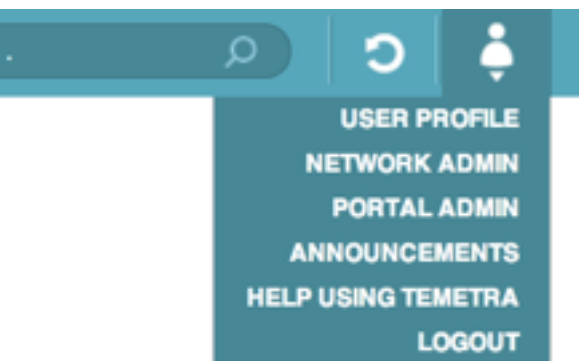 USER PROFILE
NETWORK ADMIN
PORTAL ADMIN
ANNOUNCEMENTS
HELP USING TEMETRA
LOGOUT